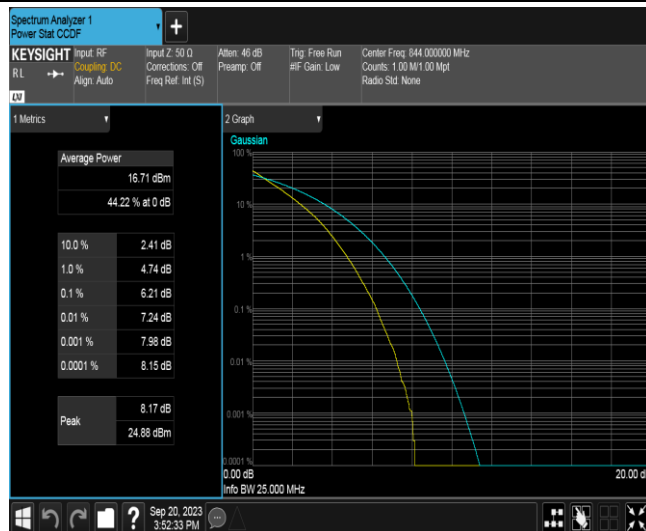 Spectrum Analyzer 1
Power Stat CCDF
+
KEYSIGHT
RL
LXI
Input: RF
Coupling: DC
Align: Auto
Input Z: 50 Ω
Corrections: Off
Freq Ref: Int (S)
Atten: 46 dB
Preamp: Off
Trig: Free Run
#IF Gain: Low
Center Freq: 844.000000 MHz
Counts: 1.00 M/1.00 Mpt
Radio Std: None
1 Metrics
Average Power
16.71 dBm
44.22 % at 0 dB
10.0 % 2.41 dB
1.0 % 4.74 dB
0.1 % 6.21 dB
0.01 % 7.24 dB
0.001 % 7.98 dB
0.0001 % 8.15 dB
Peak
8.17 dB
24.88 dBm
2 Graph
Gaussian
100 %
10 %
1 %
0.1 %
0.01 %
0.001 %
0.0001 %
0.00 dB
20.00 d
Info BW 25.000 MHz
?
Sep 20, 2023
3:52:33 PM